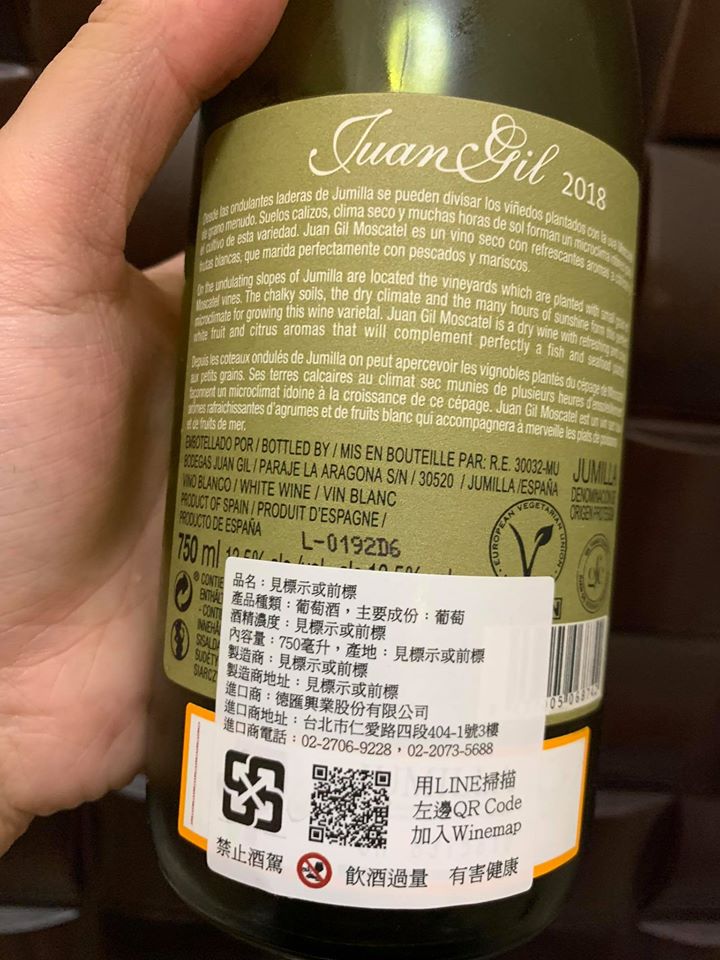 Juan Gil 2018
Desde las ondulantes laderas de Jumilla se pueden divisar los viñedos plantados con la uva
de grano menudo. Suelos calizos, clima seco y muchas horas de sol forman un microclima
el cultivo de esta variedad. Juan Gil Moscatel es un vino seco con refrescantes aromas a
frutas blancas, que marida perfectamente con pescados y mariscos.
On the undulating slopes of Jumilla are located the vineyards which are planted with small
Moscatel vines. The chalky soils, the dry climate and the many hours of sunshine form
microclimate for growing this wine varietal. Juan Gil Moscatel is a dry wine with refreshing
white fruit and citrus aromas that will complement perfectly a fish and seafood
Depuis les coteaux ondulés de Jumilla on peut apercevoir les vignobles plantés du cépage de
aux petits grains. Ses terres calcaires au climat sec munies de plusieurs heures
façonnent un microclimat idoine à la croissance de ce cépage. Juan Gil Moscatel est un vin sec aux
arômes rafraichissantes d'agrumes et de fruits blanc qui accompagnera à merveille les plats de poissons
et de fruits de mer.
EMBOTELLADO POR / BOTTLED BY / MIS EN BOUTEILLE PAR: R.E. 30032-MU
BODEGAS JUAN GIL / PARAJE LA ARAGONA S/N / 30520 / JUMILLA /ESPAÑA
VINO BLANCO / WHITE WINE / VIN BLANC
PRODUCT OF SPAIN / PRODUIT D'ESPAGNE /
PRODUCTO DE ESPAÑA
L-0192D6
750 ml
JUMILLA
DENOMINACIÓN DE
ORIGEN PROTEGIDA
EUROPEAN VEGETARIAN UNION
品名：見標示或前標
產品種類：葡萄酒，主要成份：葡萄
酒精濃度：見標示或前標
內容量：750毫升，產地：見標示或前標
製造商：見標示或前標
製造商地址：見標示或前標
進口商：德匯興業股份有限公司
進口商地址：台北市仁愛路四段404-1號3樓
進口商電話：02-2706-9228，02-2073-5688
用LINE掃描
左邊QR Code
加入Winemap
禁止酒駕 飲酒過量 有害健康